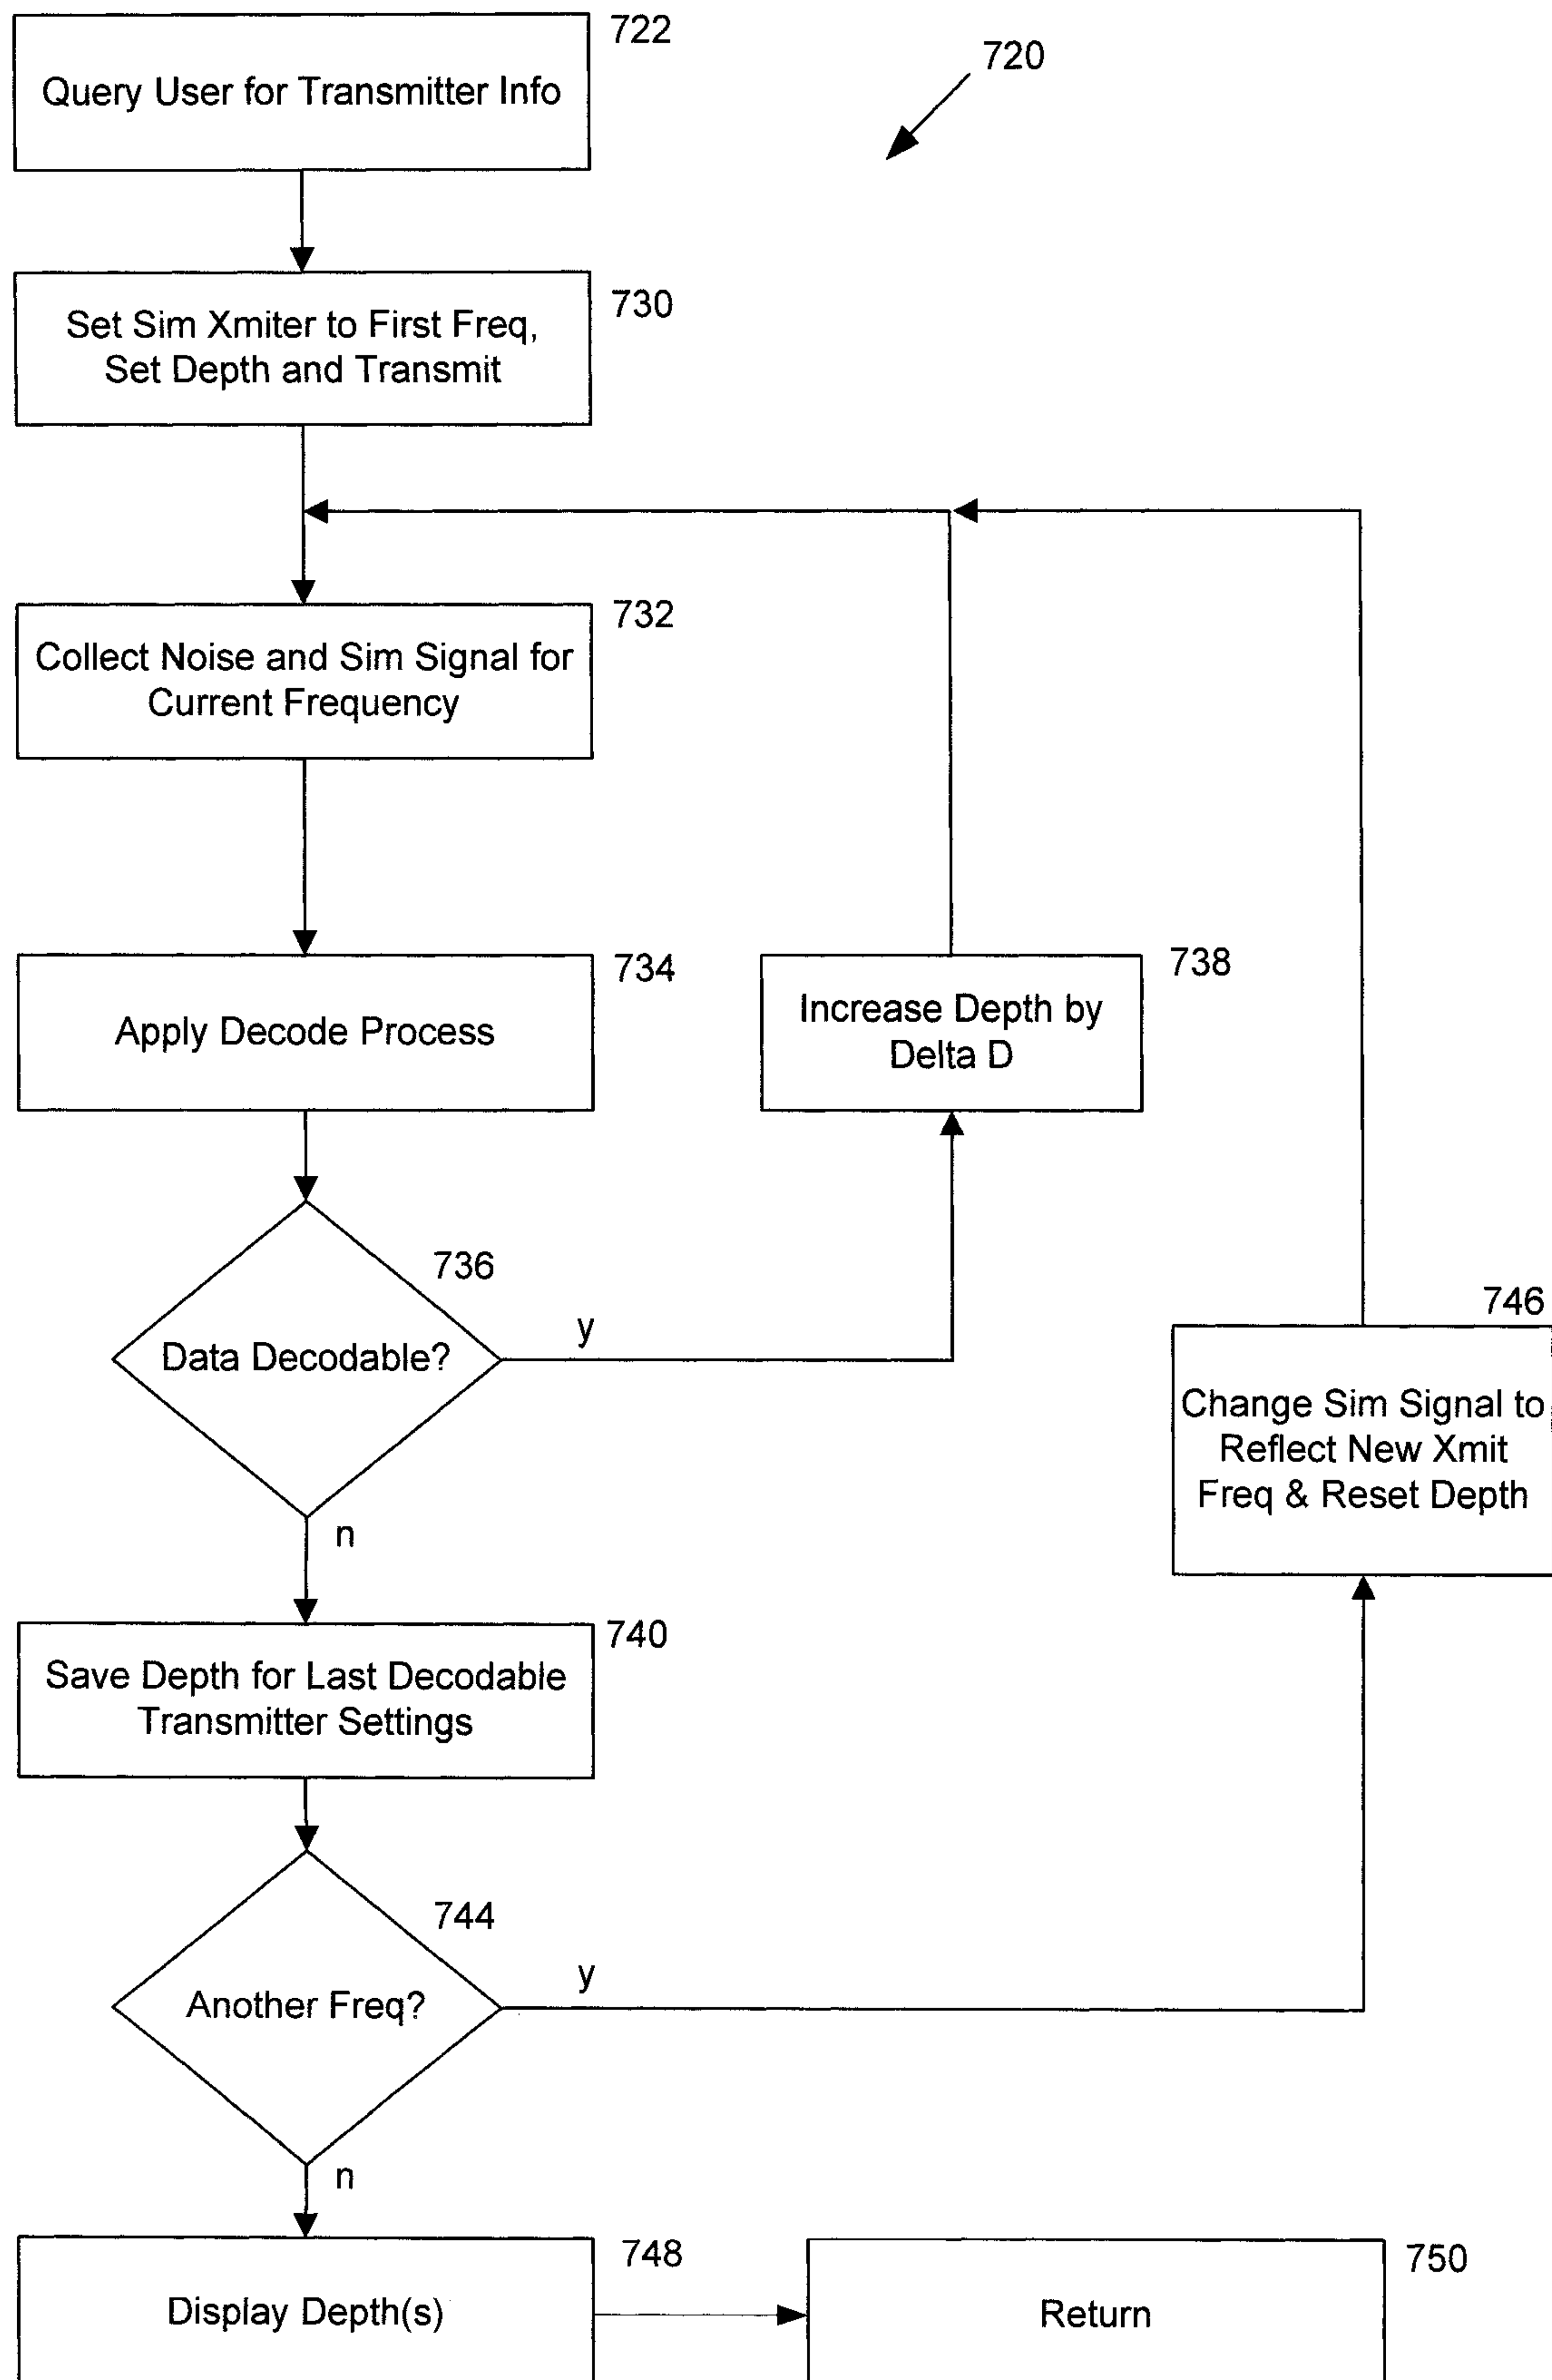 722
Query User for Transmitter Info
720
730
Set Sim Xmiter to First Freq,
Set Depth and Transmit
732
Collect Noise and Sim Signal for
Current Frequency
734
Apply Decode Process
738
Increase Depth by
Delta D
736
Data Decodable?
y
n
746
Change Sim Signal to
Reflect New Xmit
Freq & Reset Depth
740
Save Depth for Last Decodable
Transmitter Settings
744
Another Freq?
y
n
748
Display Depth(s)
750
Return